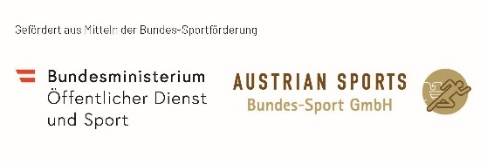 Gefördert aus Mitteln der Bundes-Sportförderung
Bundesministerium
Öffentlicher Dienst
und Sport
AUSTRIAN SPORTS
Bundes-Sport GmbH